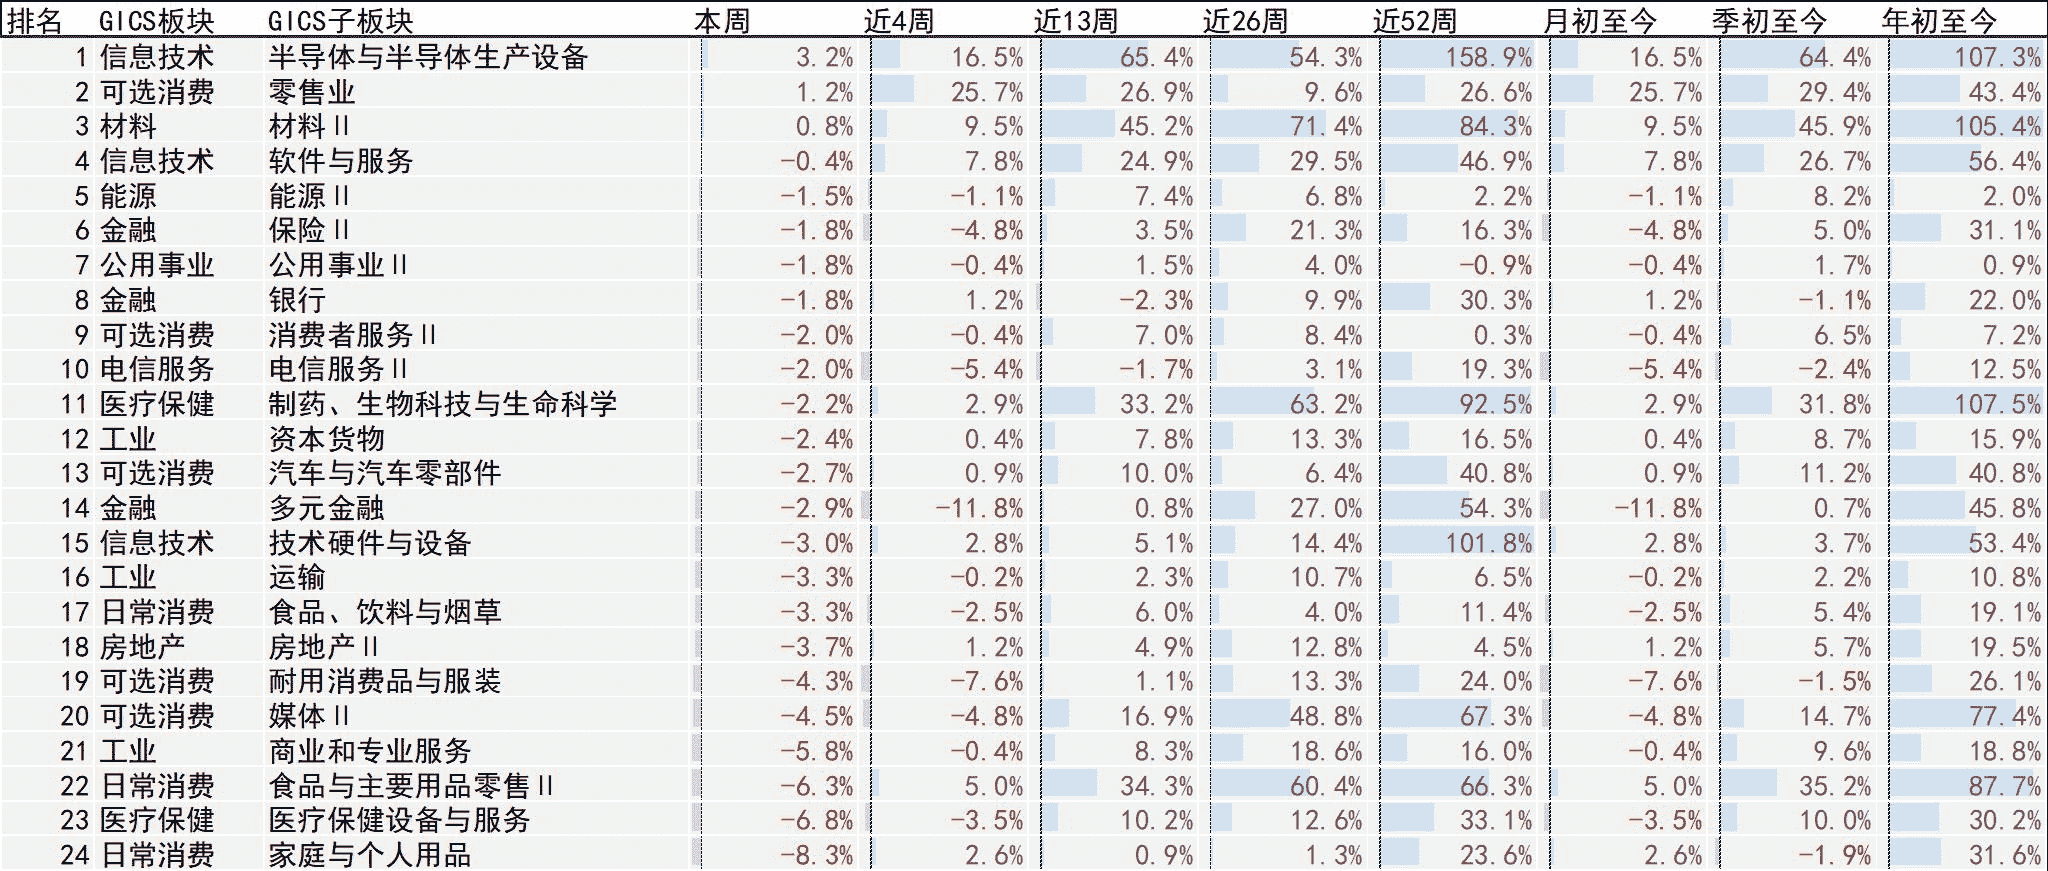 排名 GICS板块 GICS子板块 本周 近4周 近13周 近26周 近52周 月初至今 季初至今 年初至今
1 信息技术 半导体与半导体生产设备 3.2% 16.5% 65.4% 54.3% 158.9% 16.5% 64.4% 107.3%
2 可选消费 零售业 1.2% 25.7% 26.9% 9.6% 26.6% 25.7% 29.4% 43.4%
3 材料 材料Ⅱ 0.8% 9.5% 45.2% 71.4% 84.3% 9.5% 45.9% 105.4%
4 信息技术 软件与服务 -0.4% 7.8% 24.9% 29.5% 46.9% 7.8% 26.7% 56.4%
5 能源 能源Ⅱ -1.5% -1.1% 7.4% 6.8% 2.2% -1.1% 8.2% 2.0%
6 金融 保险Ⅱ -1.8% -4.8% 3.5% 21.3% 16.3% -4.8% 5.0% 31.1%
7 公用事业 公用事业Ⅱ -1.8% -0.4% 1.5% 4.0% -0.9% -0.4% 1.7% 0.9%
8 金融 银行 -1.8% 1.2% -2.3% 9.9% 30.3% 1.2% -1.1% 22.0%
9 可选消费 消费者服务Ⅱ -2.0% -0.4% 7.0% 8.4% 0.3% -0.4% 6.5% 7.2%
10 电信服务 电信服务Ⅱ -2.0% -5.4% -1.7% 3.1% 19.3% -5.4% -2.4% 12.5%
11 医疗保健 制药、生物科技与生命科学 -2.2% 2.9% 33.2% 63.2% 92.5% 2.9% 31.8% 107.5%
12 工业 资本货物 -2.4% 0.4% 7.8% 13.3% 16.5% 0.4% 8.7% 15.9%
13 可选消费 汽车与汽车零部件 -2.7% 0.9% 10.0% 6.4% 40.8% 0.9% 11.2% 40.8%
14 金融 多元金融 -2.9% -11.8% 0.8% 27.0% 54.3% -11.8% 0.7% 45.8%
15 信息技术 技术硬件与设备 -3.0% 2.8% 5.1% 14.4% 101.8% 2.8% 3.7% 53.4%
16 工业 运输 -3.3% -0.2% 2.3% 10.7% 6.5% -0.2% 2.2% 10.8%
17 日常消费 食品、饮料与烟草 -3.3% -2.5% 6.0% 4.0% 11.4% -2.5% 5.4% 19.1%
18 房地产 房地产Ⅱ -3.7% 1.2% 4.9% 12.8% 4.5% 1.2% 5.7% 19.5%
19 可选消费 耐用消费品与服装 -4.3% -7.6% 1.1% 13.3% 24.0% -7.6% -1.5% 26.1%
20 可选消费 媒体Ⅱ -4.5% -4.8% 16.9% 48.8% 67.3% -4.8% 14.7% 77.4%
21 工业 商业和专业服务 -5.8% -0.4% 8.3% 18.6% 16.0% -0.4% 9.6% 18.8%
22 日常消费 食品与主要用品零售Ⅱ -6.3% 5.0% 34.3% 60.4% 66.3% 5.0% 35.2% 87.7%
23 医疗保健 医疗保健设备与服务 -6.8% -3.5% 10.2% 12.6% 33.1% -3.5% 10.0% 30.2%
24 日常消费 家庭与个人用品 -8.3% 2.6% 0.9% 1.3% 23.6% 2.6% -1.9% 31.6%